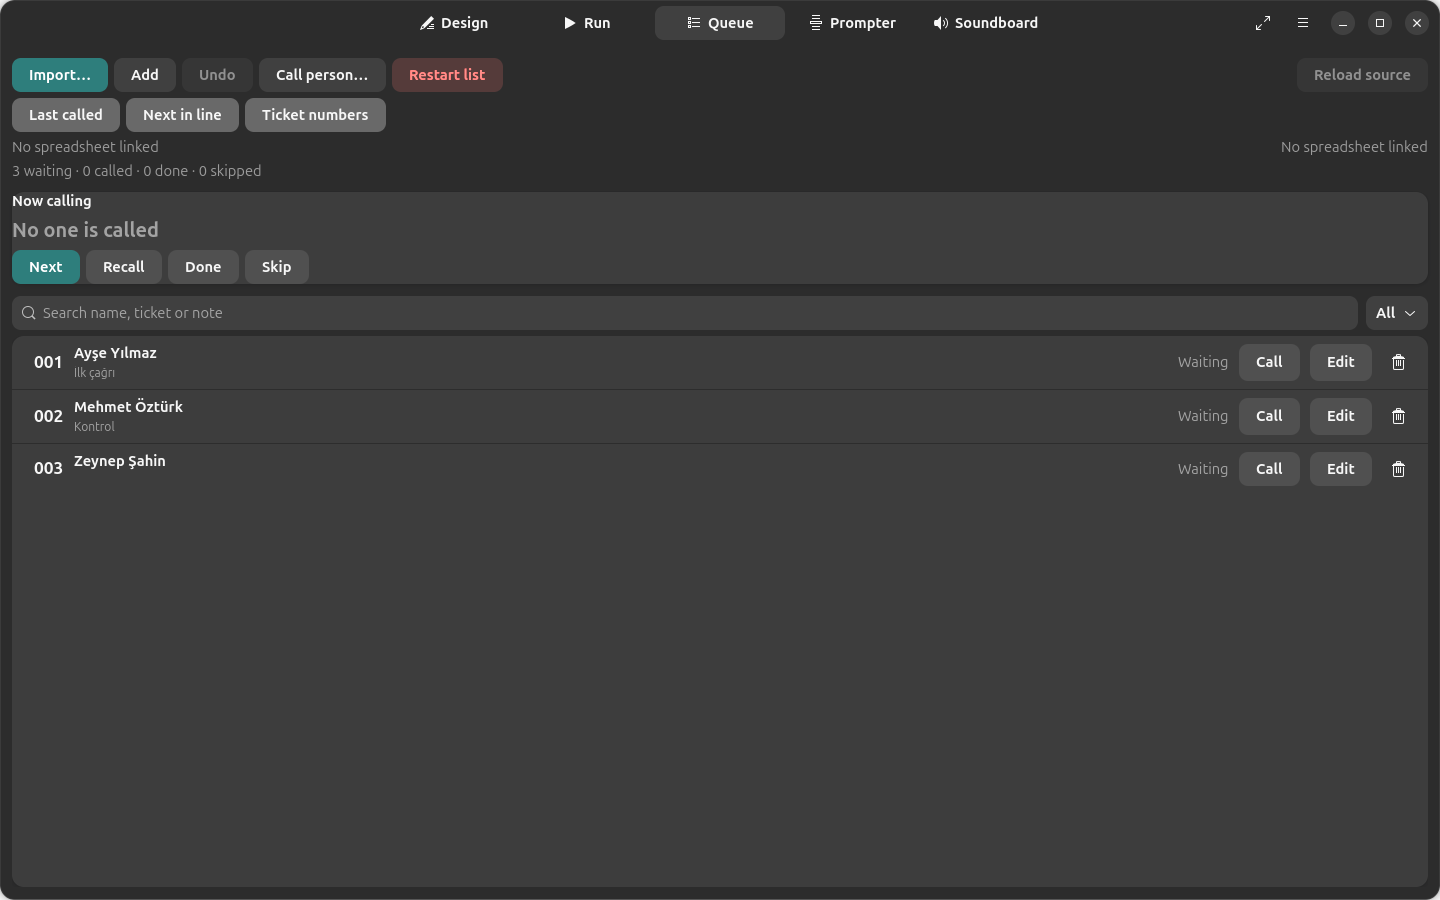 Design Run Queue Prompter Soundboard
Import... Add Undo Call person... Restart list Reload source
Last called Next in line Ticket numbers
No spreadsheet linked No spreadsheet linked
3 waiting · 0 called · 0 done · 0 skipped
Now calling
No one is called
Next Recall Done Skip
Search name, ticket or note All
001 Ayşe Yılmaz Waiting Call Edit
İlk çağrı
002 Mehmet Öztürk Waiting Call Edit
Kontrol
003 Zeynep Şahin Waiting Call Edit